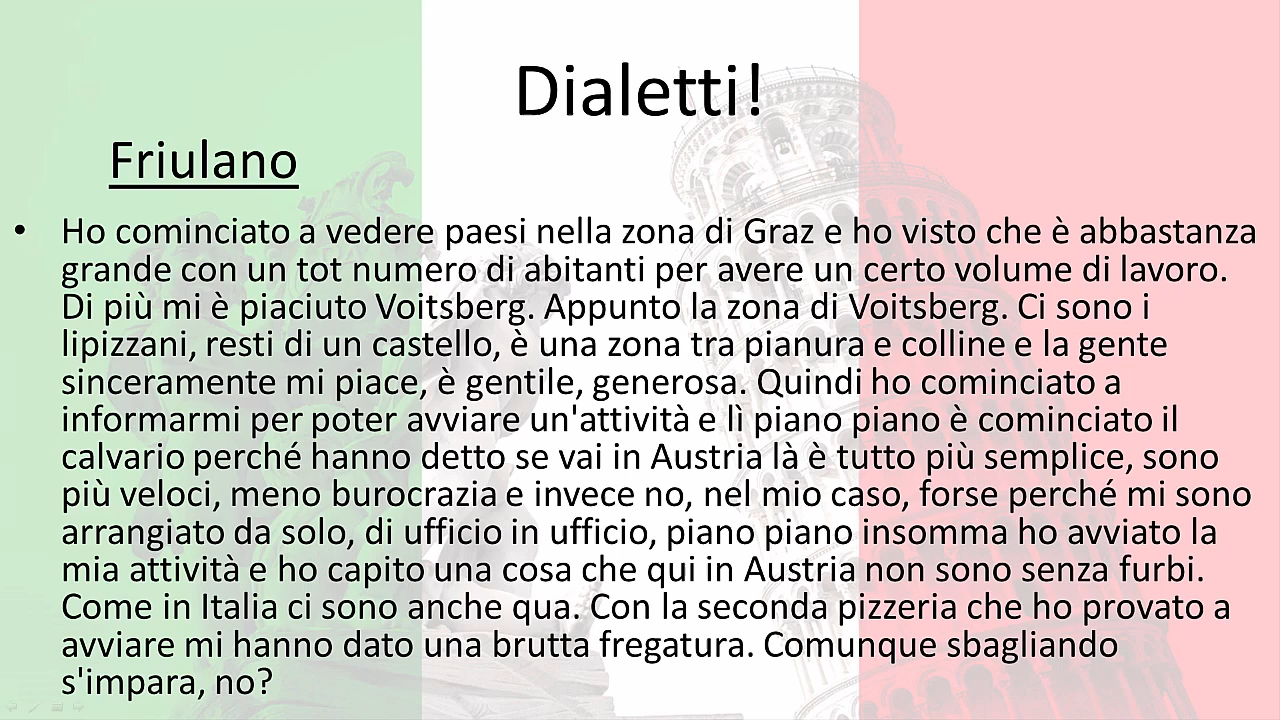 Dialetti!
Friulano
• Ho cominciato a vedere paesi nella zona di Graz e ho visto che è abbastanza
grande con un tot numero di abitanti per avere un certo volume di lavoro.
Di più mi è piaciuto Voitsberg. Appunto la zona di Voitsberg. Ci sono i
lipizzani, resti di un castello, è una zona tra pianura e colline e la gente
sinceramente mi piace, è gentile, generosa. Quindi ho cominciato a
informarmi per poter avviare un'attività e lì piano piano è cominciato il
calvario perché hanno detto se vai in Austria là è tutto più semplice, sono
più veloci, meno burocrazia e invece no, nel mio caso, forse perché mi sono
arrangiato da solo, di ufficio in ufficio, piano piano insomma ho avviato la
mia attività e ho capito una cosa che qui in Austria non sono senza furbi.
Come in Italia ci sono anche qua. Con la seconda pizzeria che ho provato a
avviare mi hanno dato una brutta fregatura. Comunque sbagliando
s'impara, no?